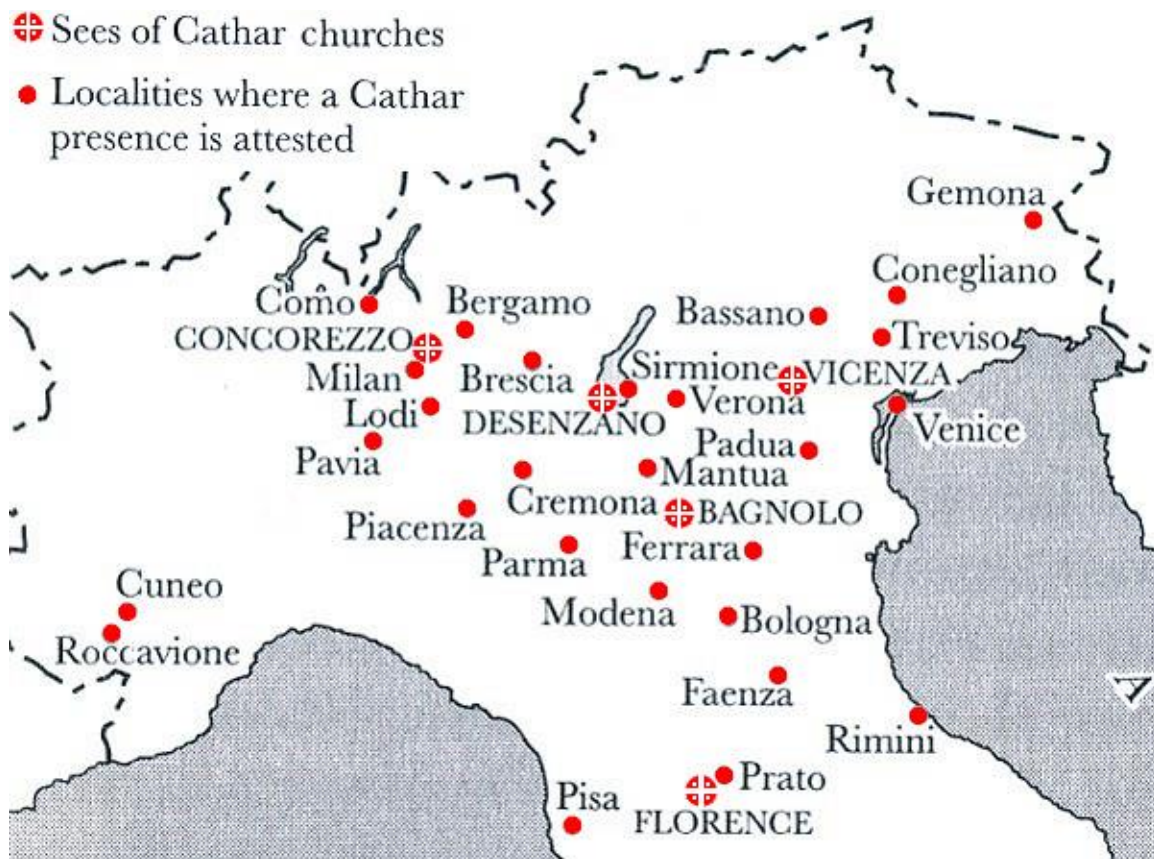 Sees of Cathar churches
Localities where a Cathar
presence is attested
Gemona
Conegliano
Como
Bergamo
Bassano
CONCOREZZO
Treviso
Milan
Brescia
Sirmione
VICENZA
Lodi
DESENZANO
Verona
Venice
Pavia
Padua
Mantua
Cremona
BAGNOLO
Piacenza
Parma
Ferrara
Cuneo
Modena
Bologna
Roccavione
Faenza
A
Rimini
Prato
Pisa
FLORENCE